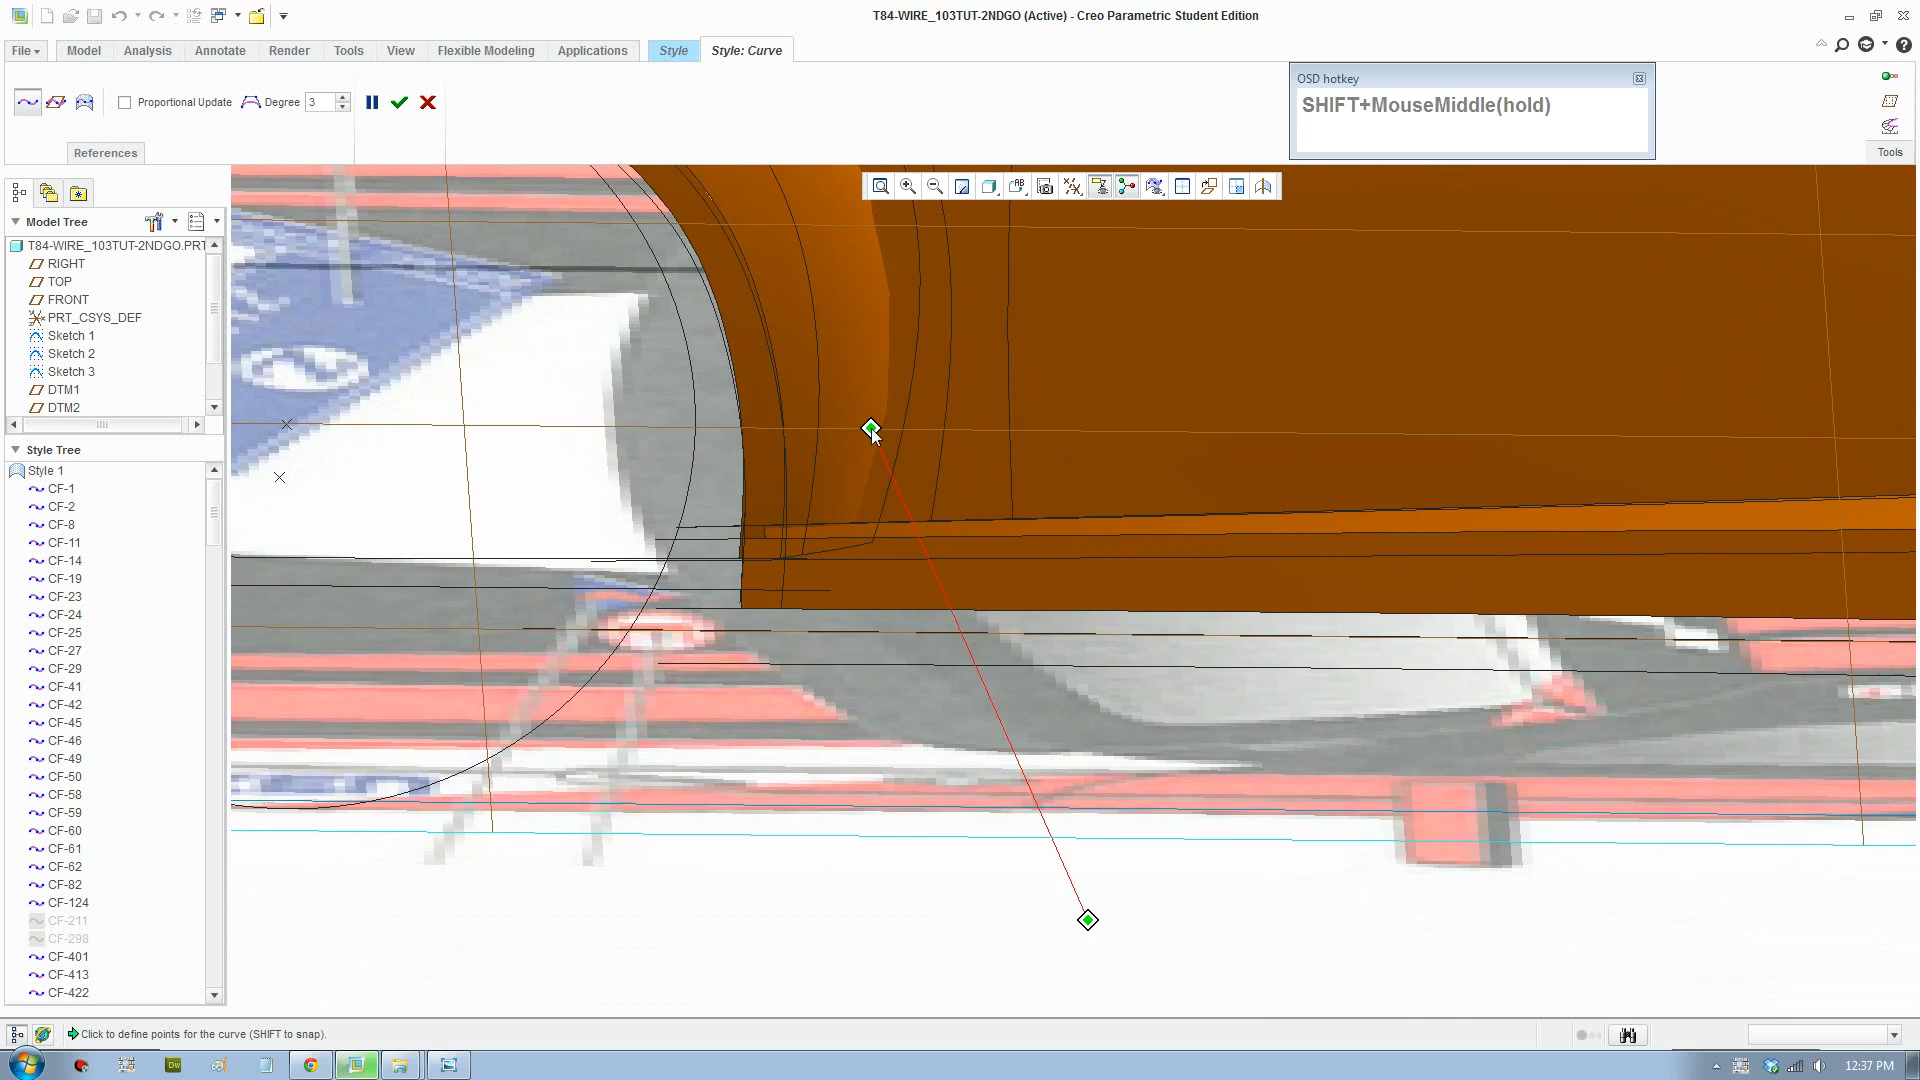 T84-WIRE_103TUT-2NDGO (Active) - Creo Parametric Student Edition
File
Model
Analysis
Annotate
Render
Tools
View
Flexible Modeling
Applications
Style
Style: Curve
OSD hotkey
SHIFT+MouseMiddle(hold)
Proportional Update
Degree
3
References
Tools
Model Tree
T84-WIRE_103TUT-2NDGO.PRT
RIGHT
TOP
FRONT
PRT_CSYS_DEF
Sketch 1
Sketch 2
Sketch 3
DTM1
DTM2
Style Tree
Style 1
CF-1
CF-2
CF-8
CF-11
CF-14
CF-19
CF-23
CF-24
CF-25
CF-27
CF-29
CF-41
CF-42
CF-45
CF-46
CF-49
CF-50
CF-58
CF-59
CF-60
CF-61
CF-62
CF-82
CF-124
CF-211
CF-298
CF-401
CF-413
CF-422
Click to define points for the curve (SHIFT to snap).
Dw
12:37 PM